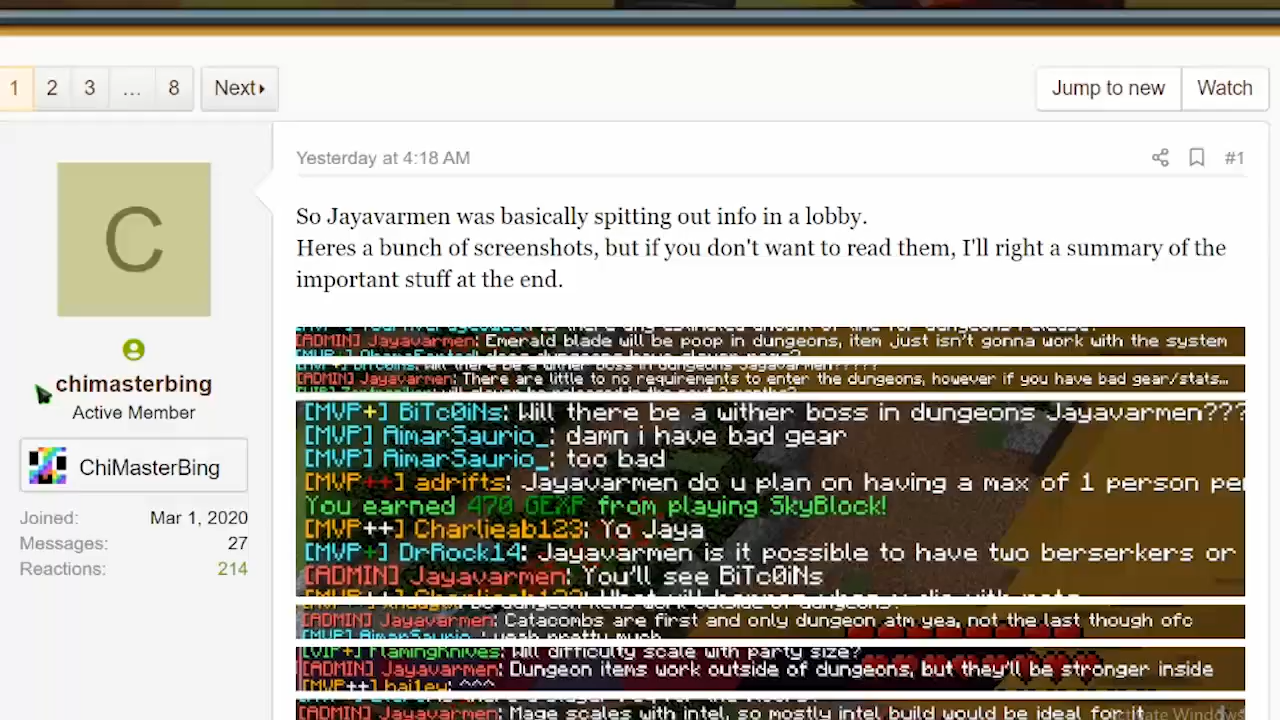 1 2 3 ... 8 Next
Jump to new Watch
C
chimasterbing
Active Member
ChiMasterBing
Joined: Mar 1, 2020
Messages: 27
Reactions: 214
Yesterday at 4:18 AM #1
So Jayavarmen was basically spitting out info in a lobby.
Heres a bunch of screenshots, but if you don't want to read them, I'll right a summary of the
important stuff at the end.
[ADMIN] Jayavarmen: Emerald blade will be poop in dungeons, item just isn't gonna work with the system
[ADMIN] Jayavarmen: There are little to no requirements to enter the dungeons, however if you have bad gear/stats...
[MVP+] BiTc0iNs: Will there be a wither boss in dungeons Jayavarmen???
[MVP] AimarSaurio_: damn i have bad gear
[MVP] AimarSaurio_: too bad
[MVP++] adrifts: Jayavarmen do u plan on having a max of 1 person per
You earned 470 GEXP from playing SkyBlock!
[MVP++] Charlieab123: Yo Jaya
[MVP+] DrRock14: Jayavarmen is it possible to have two berserkers or
[ADMIN] Jayavarmen: You'll see BiTc0iNs
[ADMIN] Jayavarmen: Catacombs are first and only dungeon atm yea, not the last though ofc
[MVP] AimarSaurio_: yeah pretty much
[VIP+] FlamingKnives: Will difficulty scale with party size?
[ADMIN] Jayavarmen: Dungeon items work outside of dungeons, but they'll be stronger inside
[MVP++] hai1ey: ^^^
[ADMIN] Jayavarmen: Mage scales with intel, so mostly intel build would be ideal for it